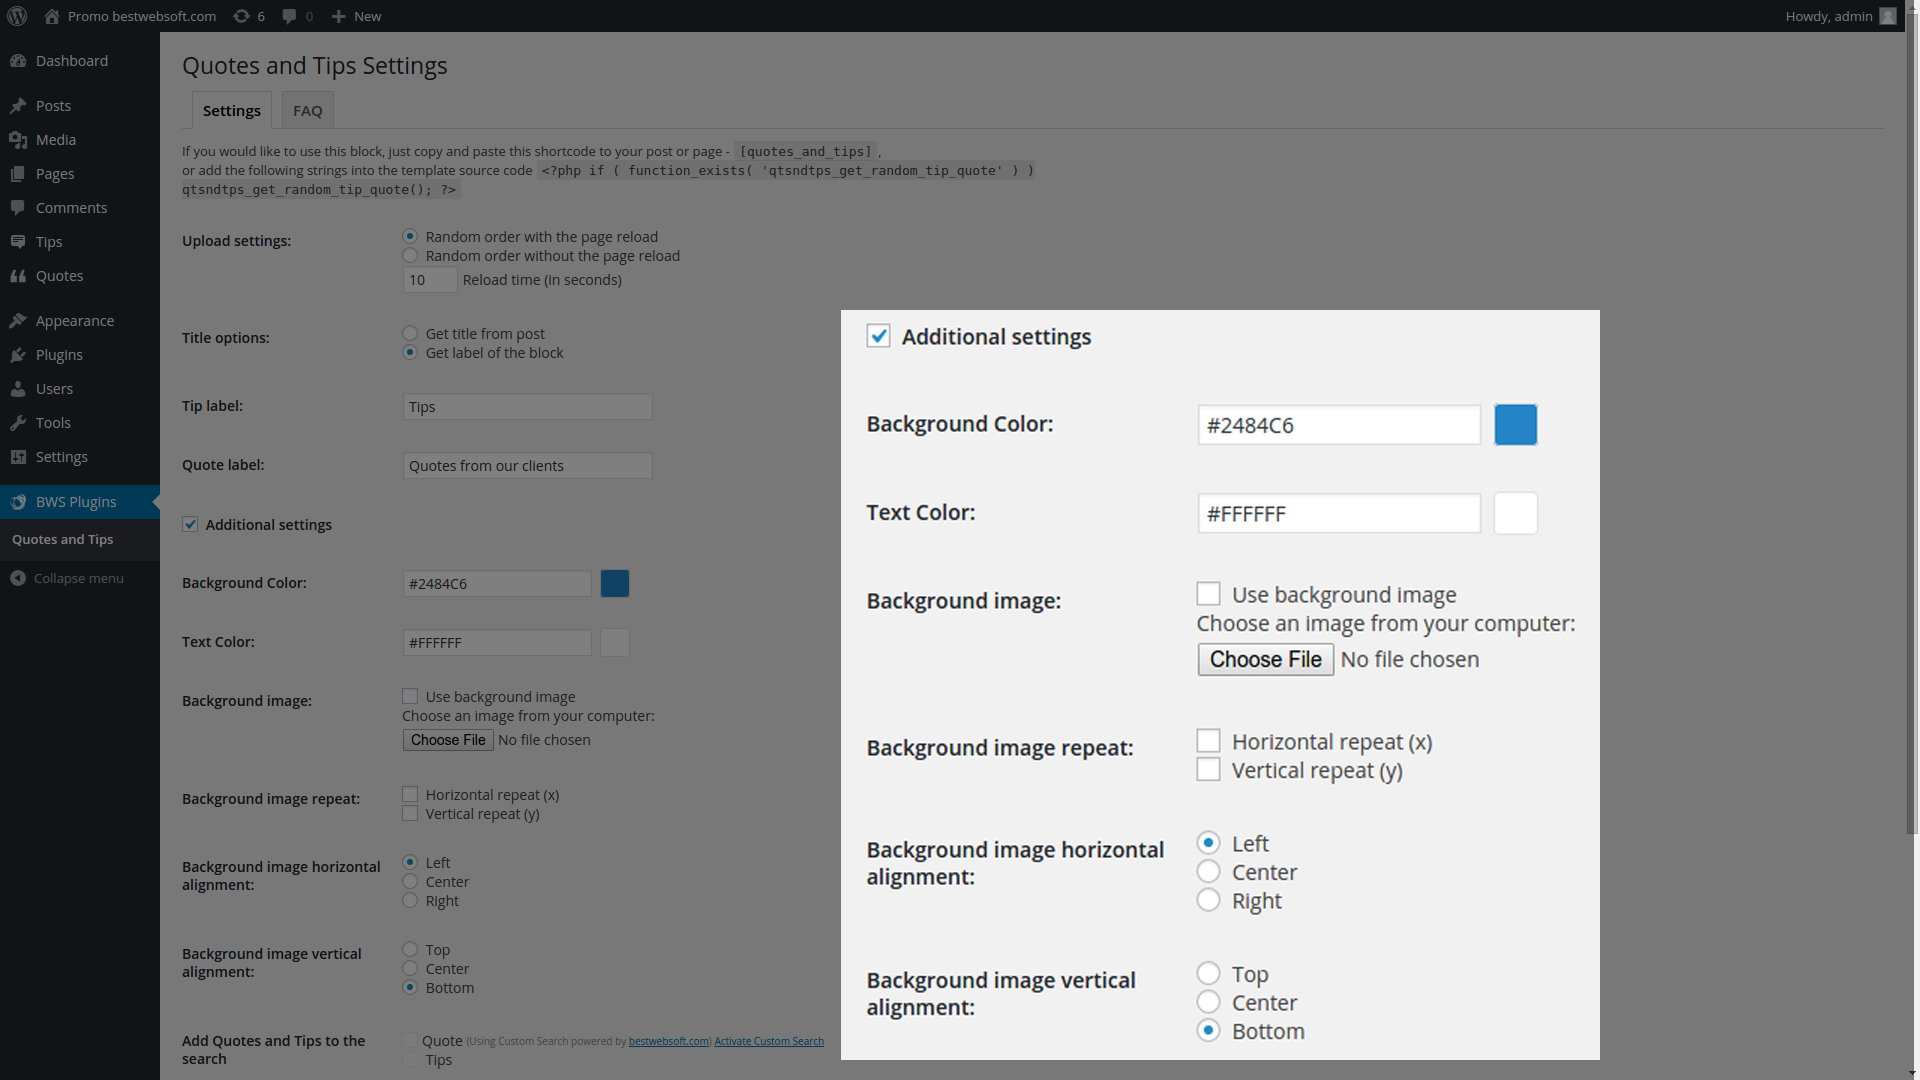 Promo bestwebsoft.com 6 0 New Howdy, admin
Dashboard
Posts
Media
Pages
Comments
Tips
Quotes
Appearance
Plugins
Users
Tools
Settings
BWS Plugins
Quotes and Tips
Collapse menu
Quotes and Tips Settings
Settings FAQ
If you would like to use this block, just copy and paste this shortcode to your post or page - [quotes_and_tips] ,
or add the following strings into the template source code <?php if ( function_exists( 'qtsndtps_get_random_tip_quote' ) )
qtsndtps_get_random_tip_quote(); ?>
Upload settings: Random order with the page reload
Random order without the page reload
10 Reload time (in seconds)
Title options: Get title from post
Get label of the block
Tip label: Tips
Quote label: Quotes from our clients
Additional settings
Background Color: #2484C6
Text Color: #FFFFFF
Background image: Use background image
Choose an image from your computer:
Choose File No file chosen
Background image repeat: Horizontal repeat (x)
Vertical repeat (y)
Background image horizontal
alignment:
Left
Center
Right
Background image vertical
alignment:
Top
Center
Bottom
Add Quotes and Tips to the
search
Quote (Using Custom Search powered by bestwebsoft.com) Activate Custom Search
Tips
Additional settings
Background Color: #2484C6
Text Color: #FFFFFF
Background image: Use background image
Choose an image from your computer:
Choose File No file chosen
Background image repeat: Horizontal repeat (x)
Vertical repeat (y)
Background image horizontal
alignment:
Left
Center
Right
Background image vertical
alignment:
Top
Center
Bottom